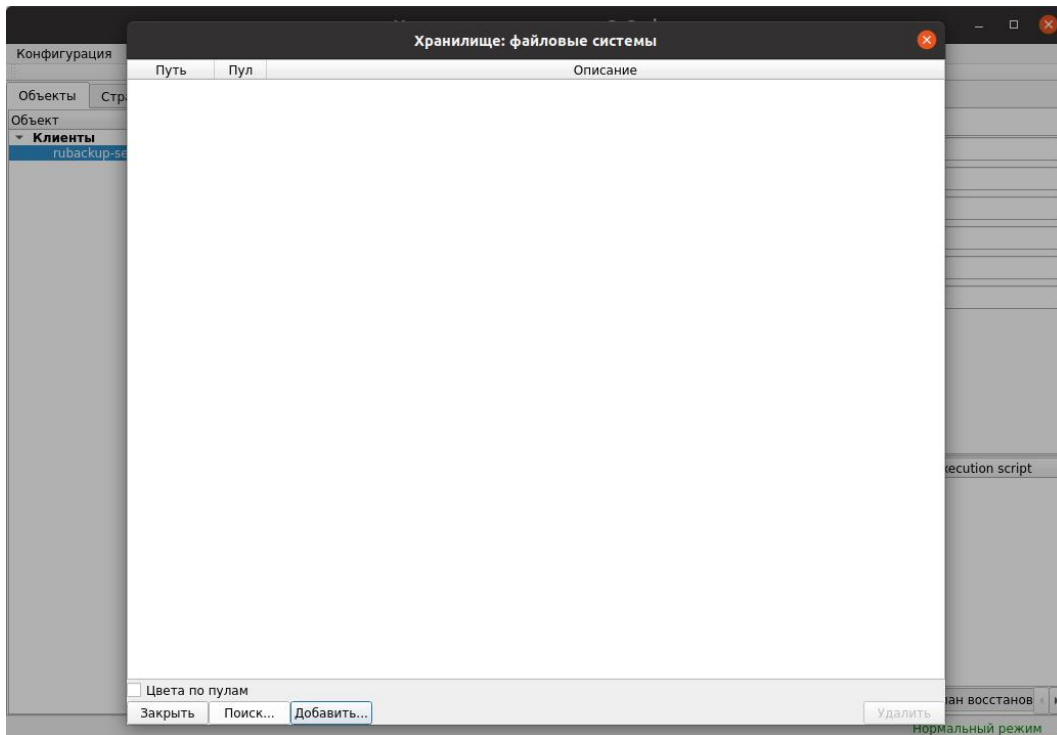 Хранилище: файловые системы
Конфигурация
Путь Пул Описание
Объекты Стр
Объект
Клиенты
rubackup-se
xecution script
Цвета по пулам
Закрыть Поиск... Добавить... Удалить
ан восстанов
Нормальный режим